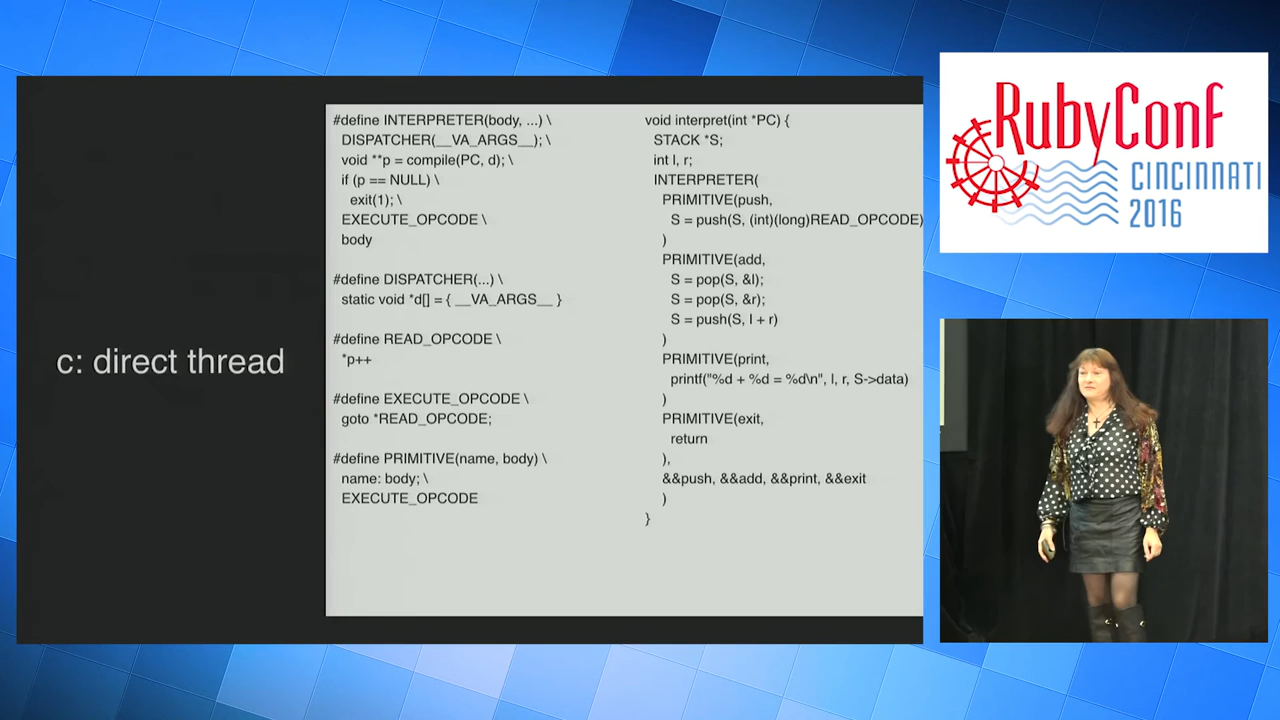 c: direct thread
#define INTERPRETER(body, ...) \
DISPATCHER(__VA_ARGS__); \
void **p = compile(PC, d); \
if (p == NULL) \
exit(1); \
EXECUTE_OPCODE \
body
#define DISPATCHER(...) \
static void *d[] = { __VA_ARGS__ }
#define READ_OPCODE \
*p++
#define EXECUTE_OPCODE \
goto *READ_OPCODE;
#define PRIMITIVE(name, body) \
name: body; \
EXECUTE_OPCODE
void interpret(int *PC) {
STACK *S;
int l, r;
INTERPRETER(
PRIMITIVE(push,
S = push(S, (int)(long)READ_OPCODE)
)
PRIMITIVE(add,
S = pop(S, &l);
S = pop(S, &r);
S = push(S, l + r)
)
PRIMITIVE(print,
printf("%d + %d = %d\n", l, r, S->data)
)
PRIMITIVE(exit,
return
),
&&push, &&add, &&print, &&exit
)
}
RubyConf
CINCINNATI
2016